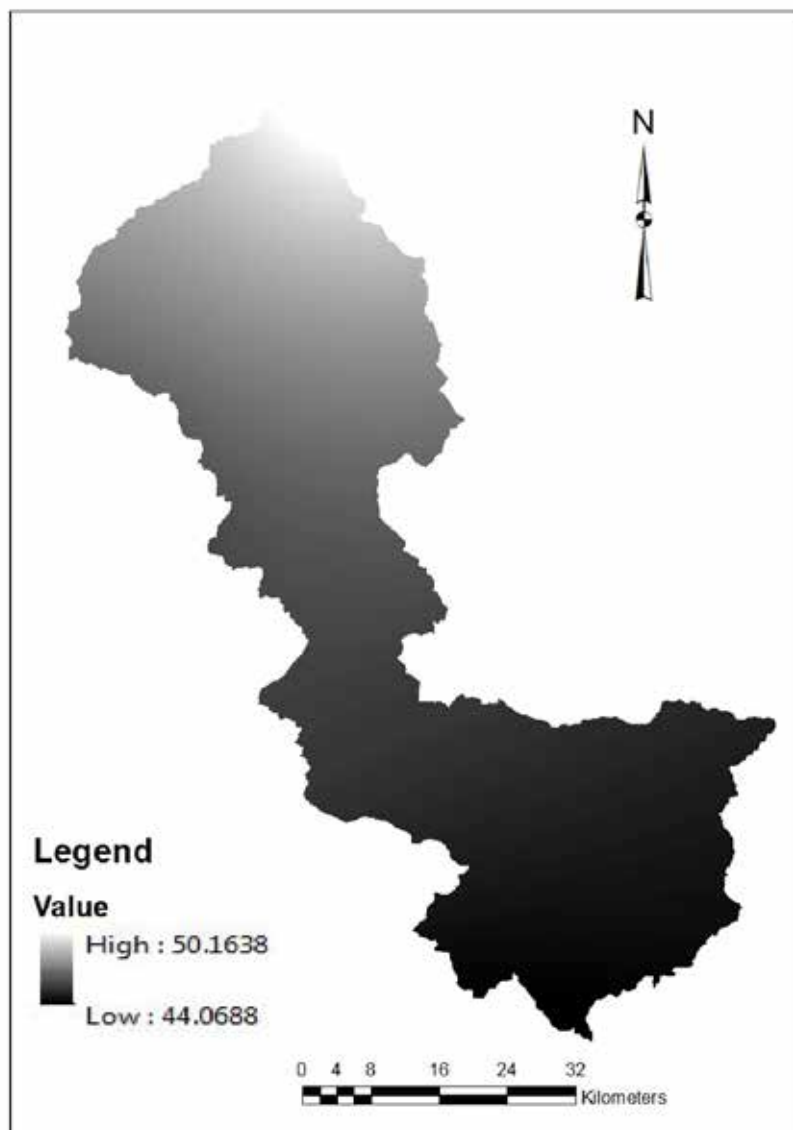 N
Legend
Value
High : 50.1638
Low : 44.0688
0 4 8 16 24 32
Kilometers